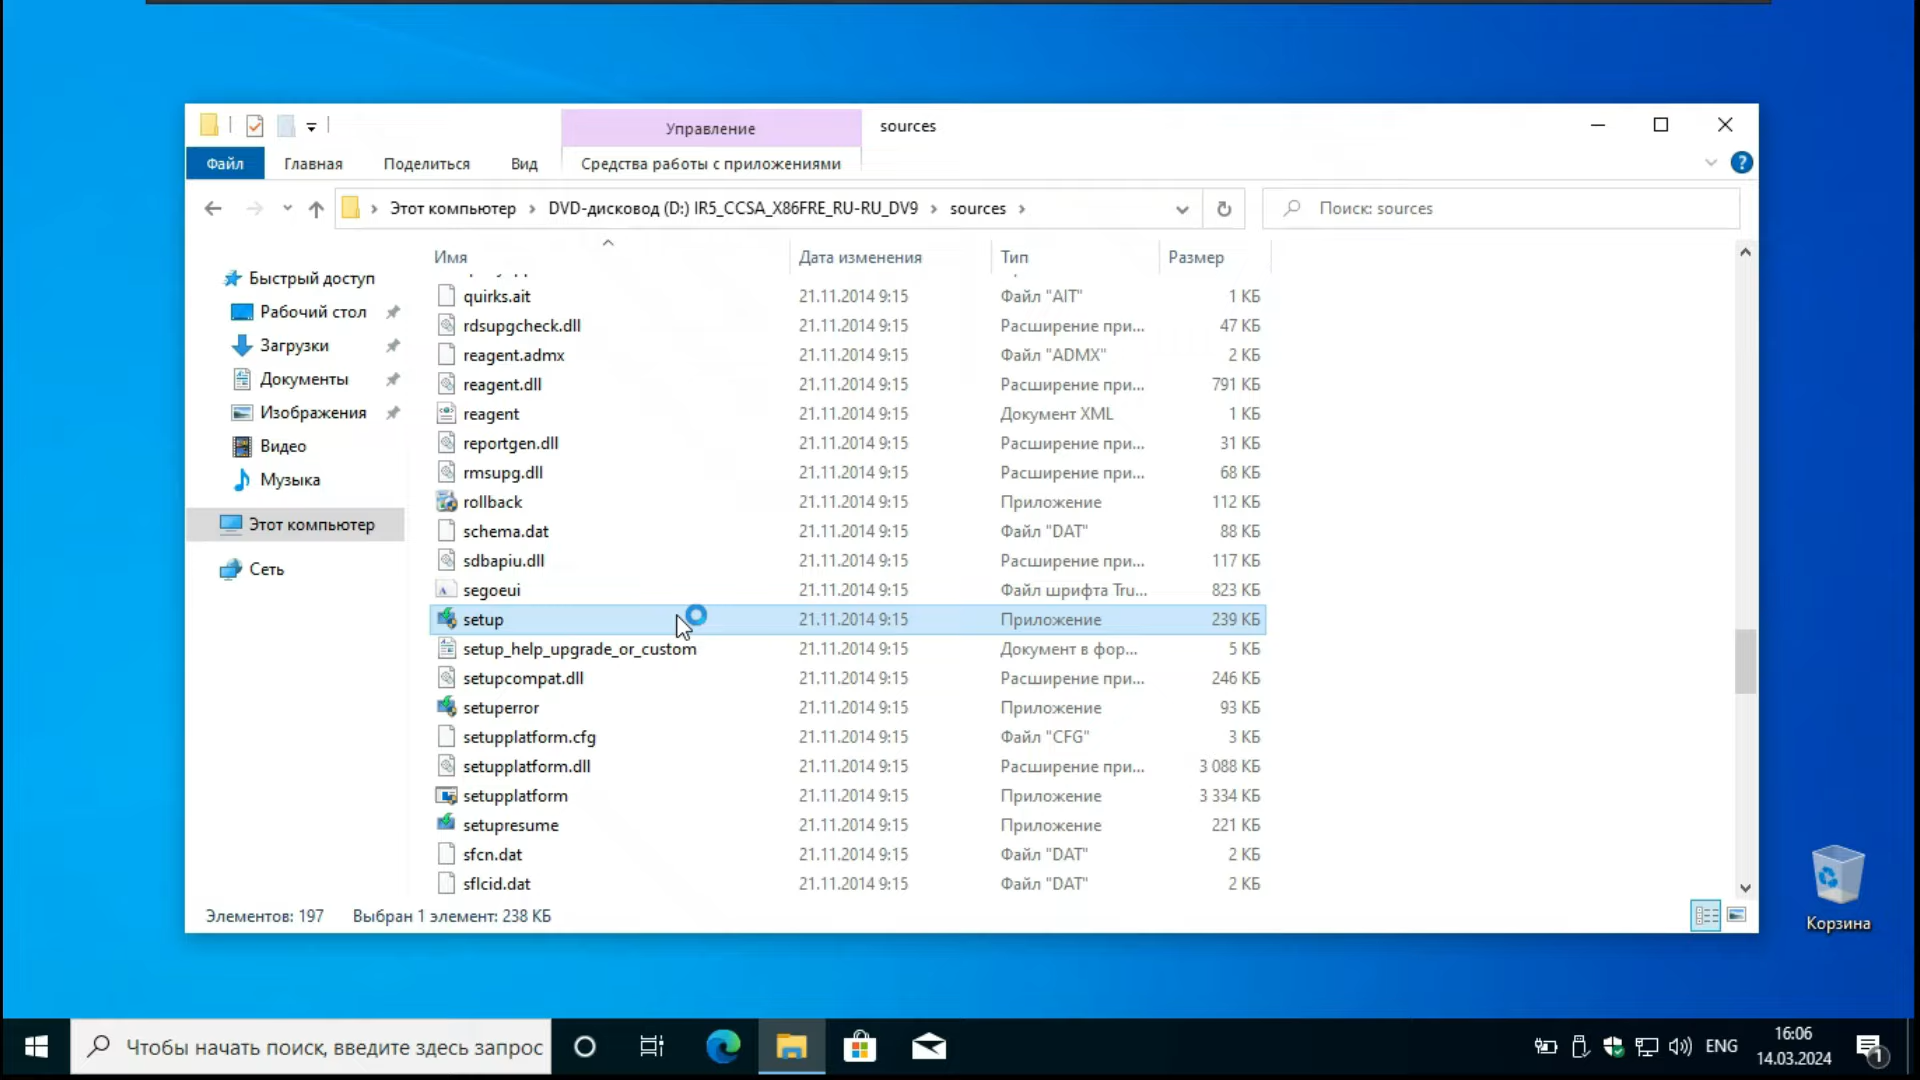 Управление
sources
Файл
Главная
Поделиться
Вид
Средства работы с приложениями
Этот компьютер
DVD-дисковод (D:) IR5_CCSA_X86FRE_RU-RU_DV9
sources
Поиск: sources
Имя
Дата изменения
Тип
Размер
Быстрый доступ
Рабочий стол
Загрузки
Документы
Изображения
Видео
Музыка
Этот компьютер
Сеть
quirks.ait 21.11.2014 9:15 Файл "AIT" 1 КБ
rdsupgcheck.dll 21.11.2014 9:15 Расширение при... 47 КБ
reagent.admx 21.11.2014 9:15 Файл "ADMX" 2 КБ
reagent.dll 21.11.2014 9:15 Расширение при... 791 КБ
reagent 21.11.2014 9:15 Документ XML 1 КБ
reportgen.dll 21.11.2014 9:15 Расширение при... 31 КБ
rmsupg.dll 21.11.2014 9:15 Расширение при... 68 КБ
rollback 21.11.2014 9:15 Приложение 112 КБ
schema.dat 21.11.2014 9:15 Файл "DAT" 88 КБ
sdbapiu.dll 21.11.2014 9:15 Расширение при... 117 КБ
segoeui 21.11.2014 9:15 Файл шрифта Tru... 823 КБ
setup 21.11.2014 9:15 Приложение 239 КБ
setup_help_upgrade_or_custom 21.11.2014 9:15 Документ в фор... 5 КБ
setupcompat.dll 21.11.2014 9:15 Расширение при... 246 КБ
setuperror 21.11.2014 9:15 Приложение 93 КБ
setupplatform.cfg 21.11.2014 9:15 Файл "CFG" 3 КБ
setupplatform.dll 21.11.2014 9:15 Расширение при... 3 088 КБ
setupplatform 21.11.2014 9:15 Приложение 3 334 КБ
setupresume 21.11.2014 9:15 Приложение 221 КБ
sfcn.dat 21.11.2014 9:15 Файл "DAT" 2 КБ
sflcid.dat 21.11.2014 9:15 Файл "DAT" 2 КБ
Элементов: 197
Выбран 1 элемент: 238 КБ
Корзина
Чтобы начать поиск, введите здесь запрос
ENG
16:06
14.03.2024
1